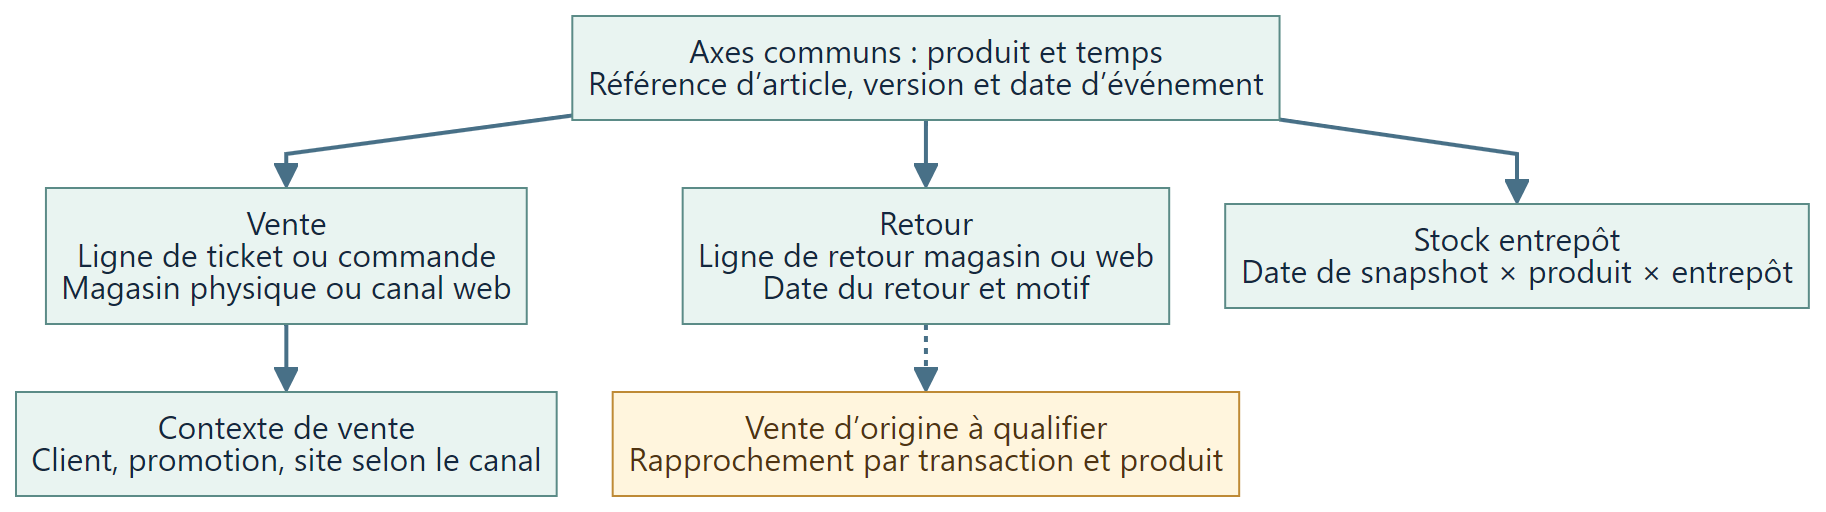 Axes communs : produit et temps
Référence d’article, version et date d’événement
Vente
Ligne de ticket ou commande
Magasin physique ou canal web
Retour
Ligne de retour magasin ou web
Date du retour et motif
Stock entrepôt
Date de snapshot × produit × entrepôt
Contexte de vente
Client, promotion, site selon le canal
Vente d’origine à qualifier
Rapprochement par transaction et produit